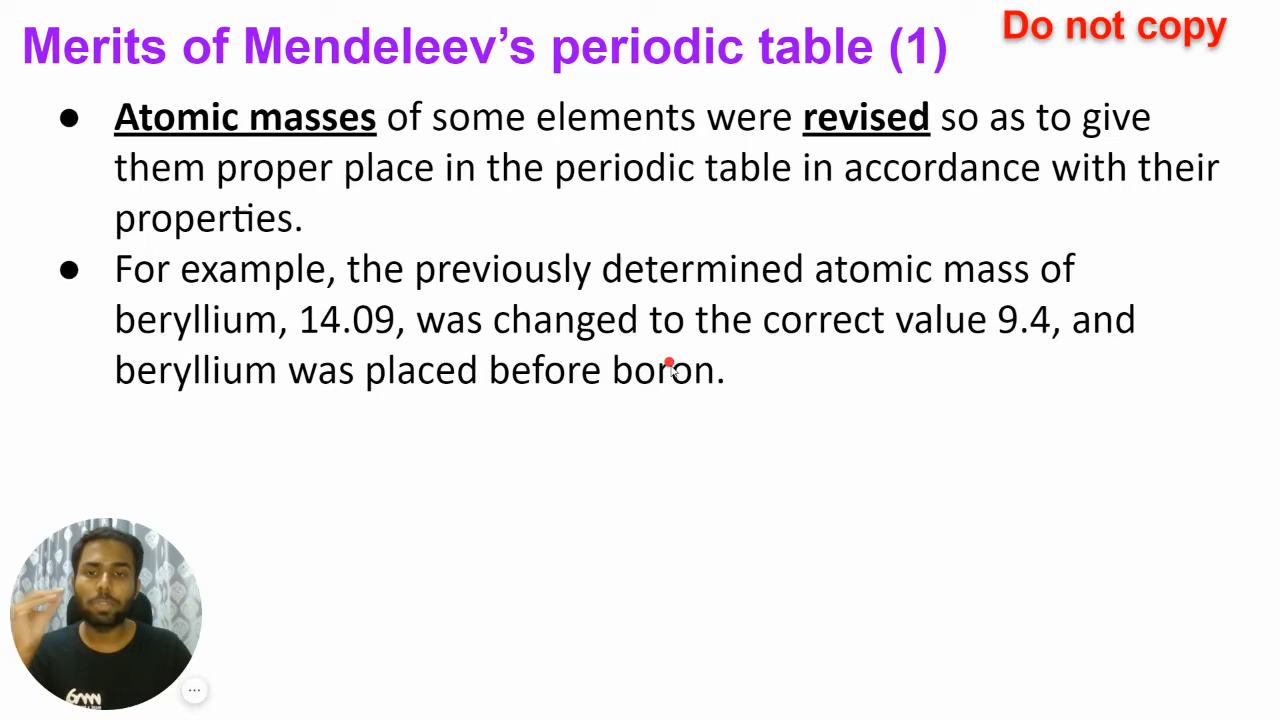 Merits of Mendeleev's periodic table (1)
Do not copy
● Atomic masses of some elements were revised so as to give
them proper place in the periodic table in accordance with their
properties.
● For example, the previously determined atomic mass of
beryllium, 14.09, was changed to the correct value 9.4, and
beryllium was placed before boron.